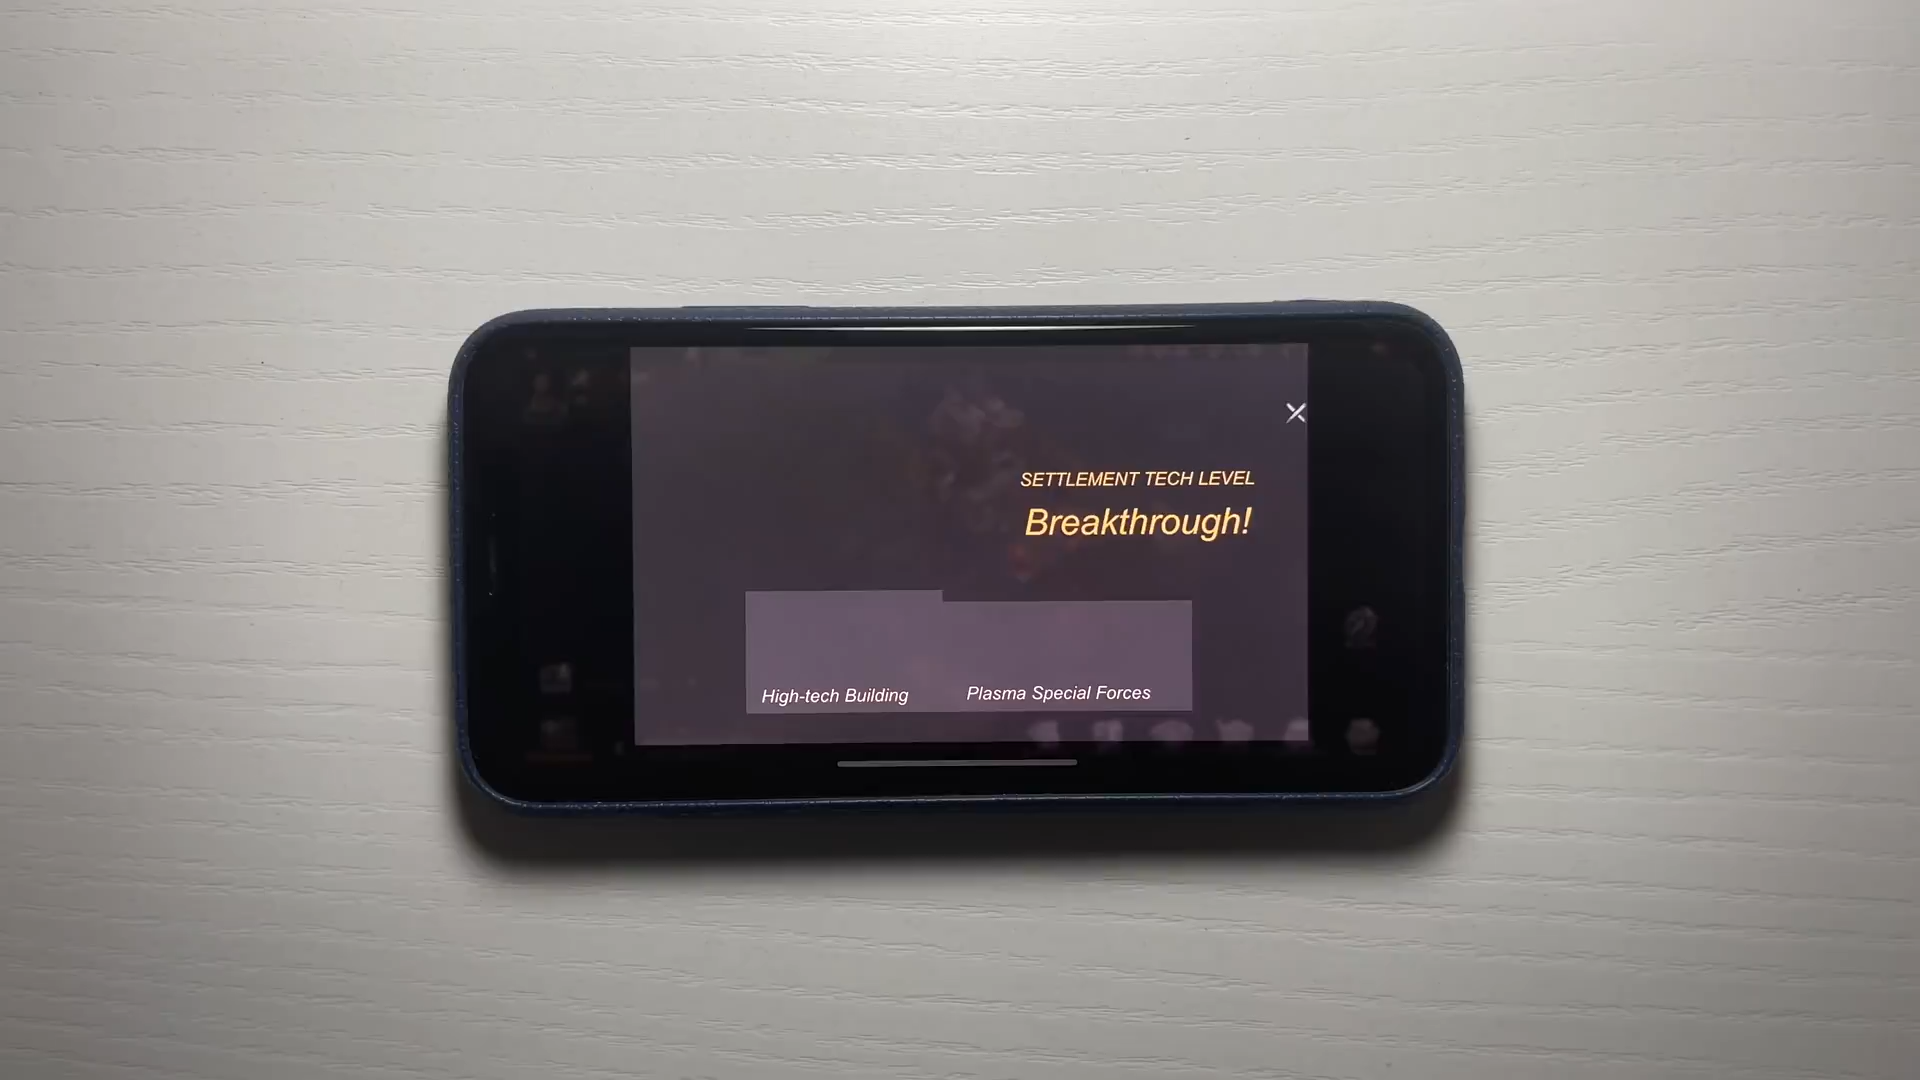 SETTLEMENT TECH LEVEL
Breakthrough!
High-tech Building
Plasma Special Forces